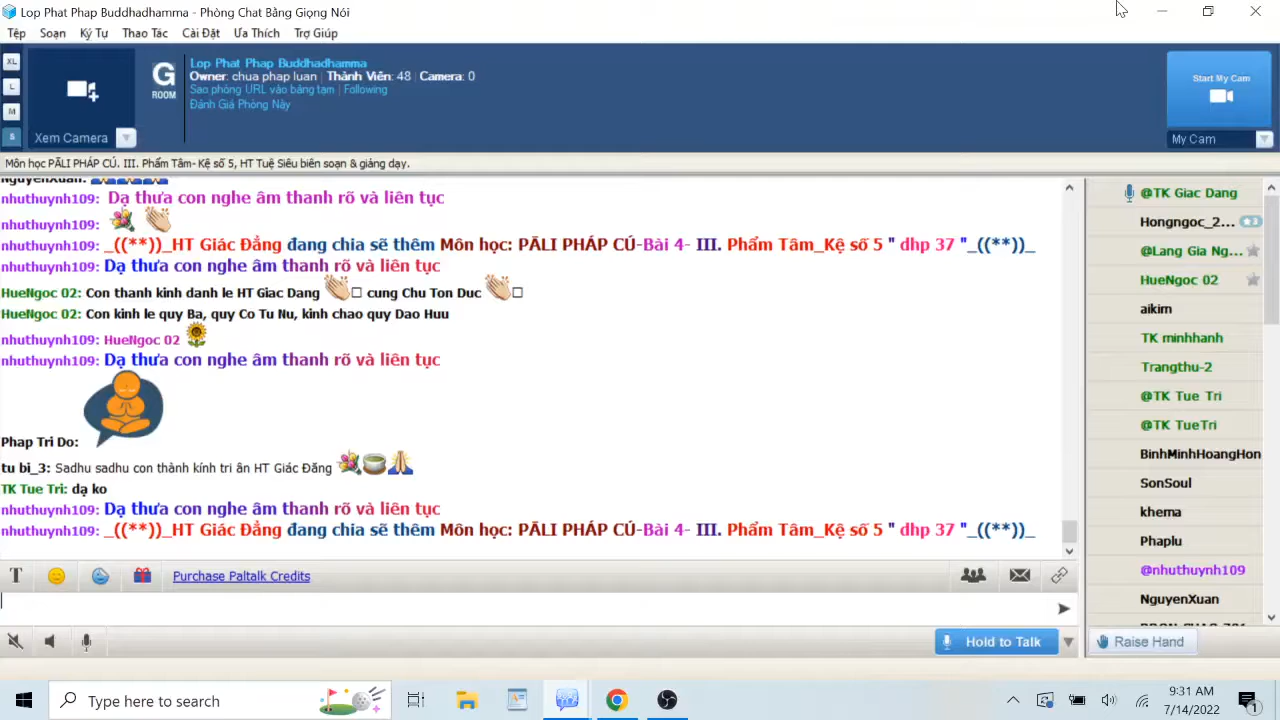 Lop Phat Phap Buddhadhamma - Phòng Chat Bằng Giọng Nói
Tệp Soạn Ký Tự Thao Tác Cài Đặt Ưa Thích Trợ Giúp
XL
L
M
S
Xem Camera
G
ROOM
Lop Phat Phap Buddhadhamma
Owner: chua phap luan | Thành Viên: 48 | Camera: 0
Sao phòng URL vào bảng tạm | Following
Đánh Giá Phòng Này
Start My Cam
My Cam
Môn học PĀLI PHÁP CÚ. III. Phẩm Tâm- Kệ số 5, HT Tuệ Siêu biên soạn & giảng dạy.
NguyenXuan:
nhuthuynh109: Dạ thưa con nghe âm thanh rõ và liên tục
nhuthuynh109:
nhuthuynh109: _((**))_HT Giác Đẳng đang chia sẽ thêm Môn học: PĀLI PHÁP CÚ-Bài 4- III. Phẩm Tâm_Kệ số 5 " dhp 37 "_((**))_
nhuthuynh109: Dạ thưa con nghe âm thanh rõ và liên tục
HueNgoc 02: Con thanh kinh danh le HT Giac Dang cung Chu Ton Duc
HueNgoc 02: Con kinh le quy Ba, quy Co Tu Nu, kinh chao quy Dao Huu
nhuthuynh109: HueNgoc 02
nhuthuynh109: Dạ thưa con nghe âm thanh rõ và liên tục
Phap Tri Do:
tu bi_3: Sadhu sadhu con thành kính tri ân HT Giác Đăng
TK Tue Tri: dạ ko
nhuthuynh109: Dạ thưa con nghe âm thanh rõ và liên tục
nhuthuynh109: _((**))_HT Giác Đẳng đang chia sẽ thêm Môn học: PĀLI PHÁP CÚ-Bài 4- III. Phẩm Tâm_Kệ số 5 " dhp 37 "_((**))_
@TK Giac Dang
Hongngoc_2... 3
@Lang Gia Ng...
HueNgoc 02
aikim
TK minhhanh
Trangthu-2
@TK Tue Tri
@TK TueTri
BinhMinhHoangHon
SonSoul
khema
Phaplu
@nhuthuynh109
NguyenXuan
T Purchase Paltalk Credits
Hold to Talk
Raise Hand
Type here to search
9:31 AM
7/14/2022
1